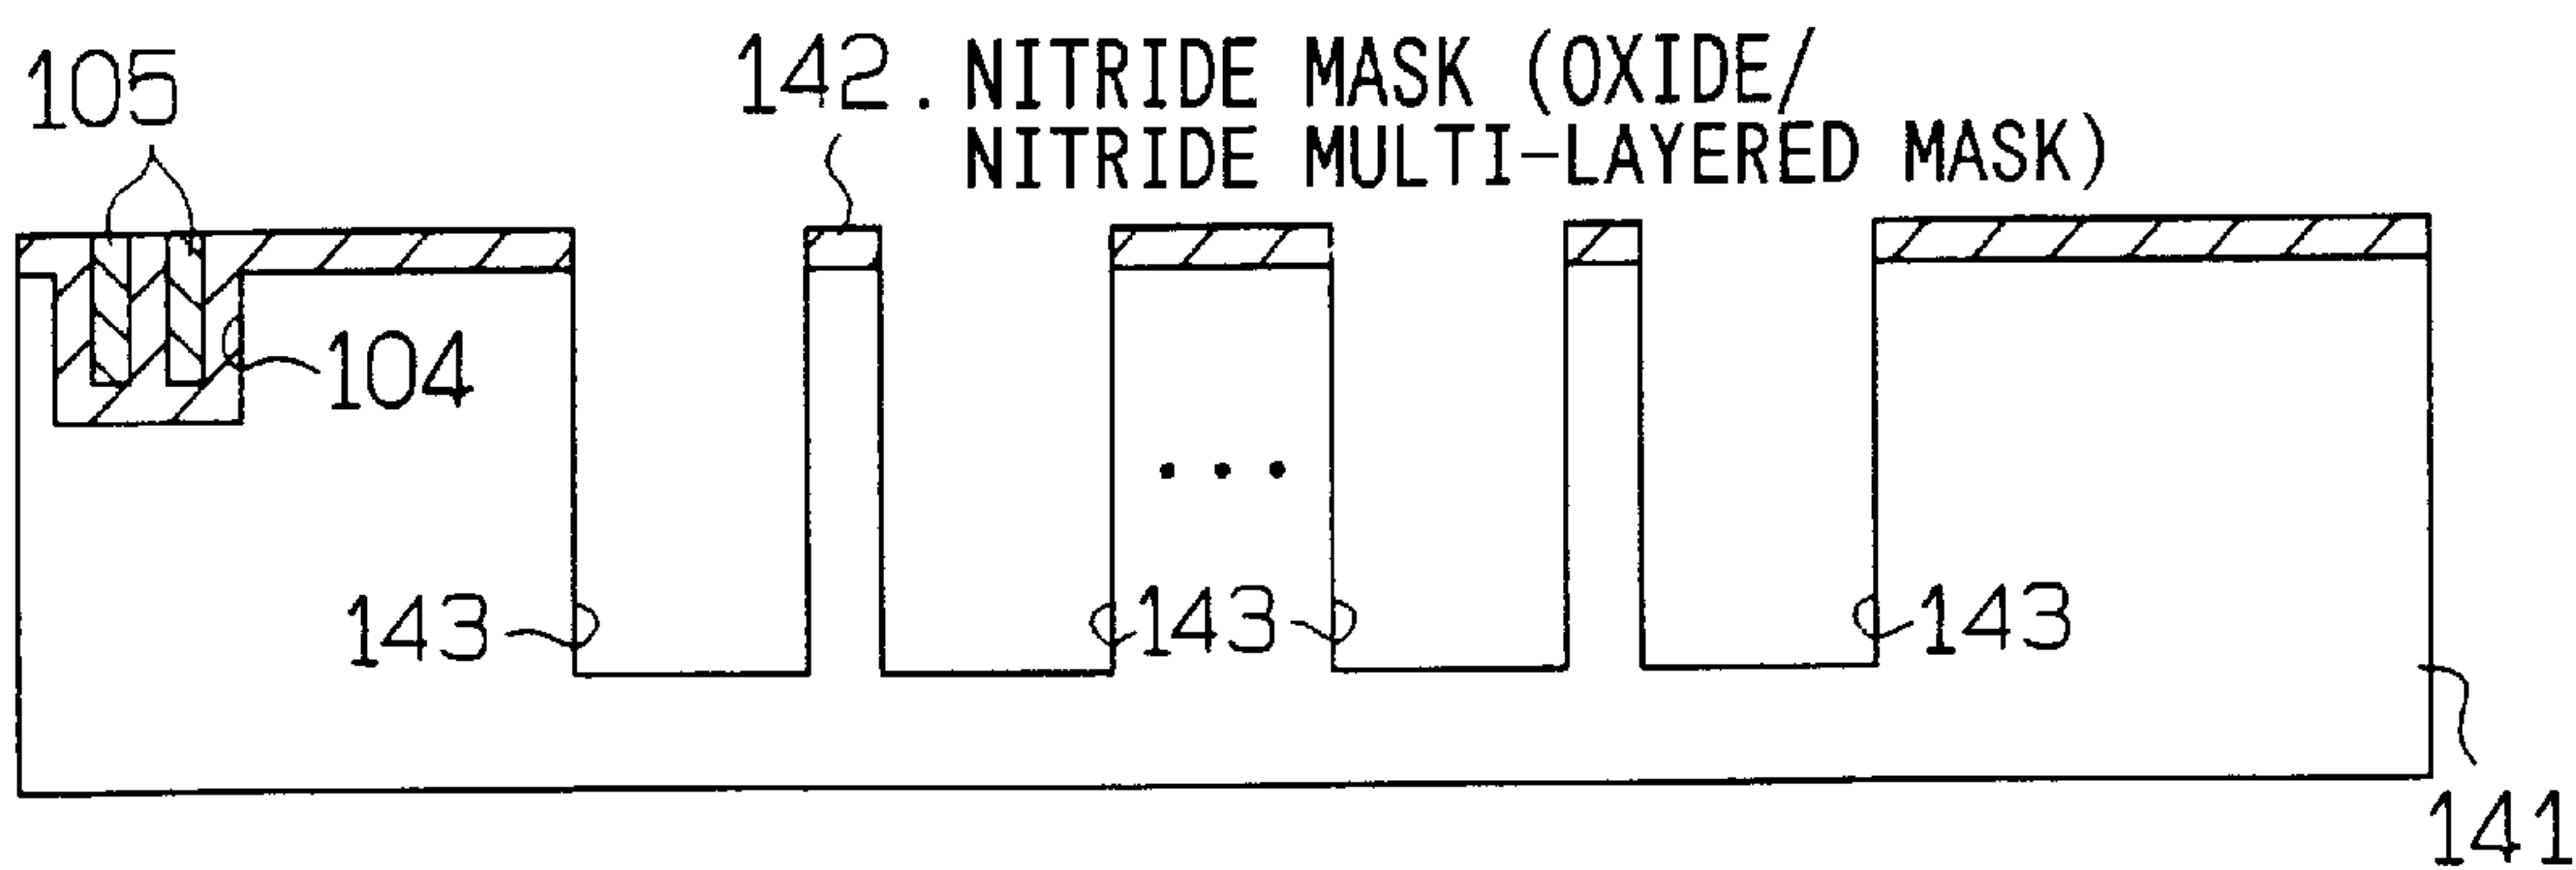 105
142. NITRIDE MASK (OXIDE/
NITRIDE MULTI-LAYERED MASK)
104
143 143 143
141